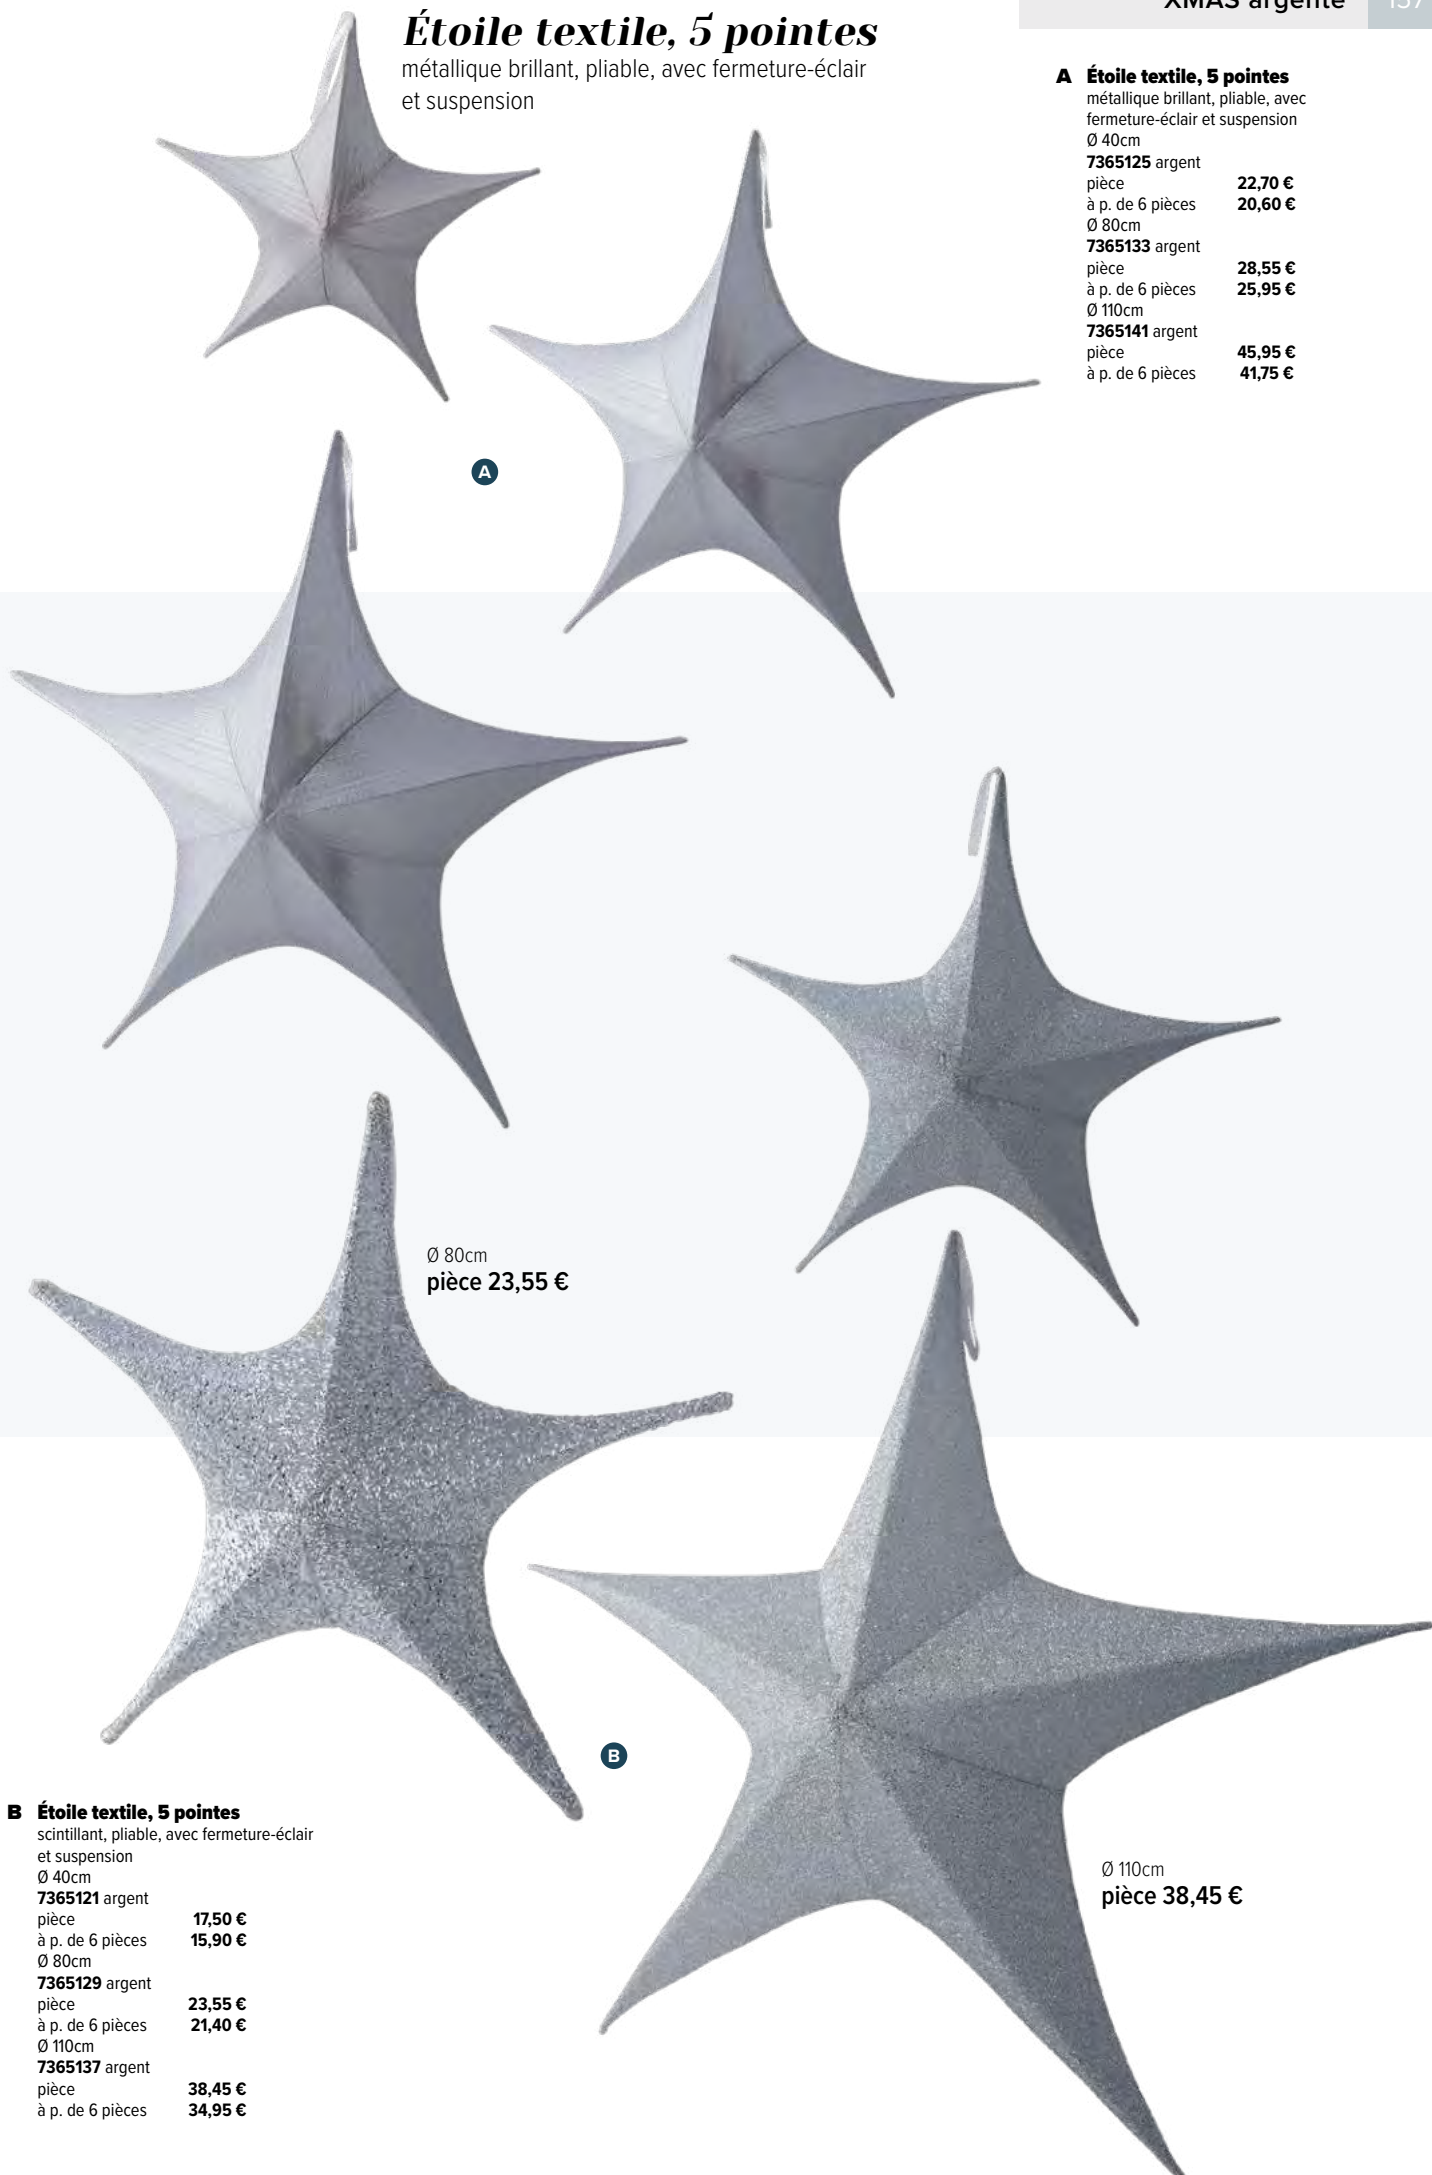 XMAS argenté 137
Étoile textile, 5 pointes
métallique brillant, pliable, avec fermeture-éclair
et suspension
A Étoile textile, 5 pointes
métallique brillant, pliable, avec
fermeture-éclair et suspension
Ø 40cm
7365125 argent
pièce 22,70 €
à p. de 6 pièces 20,60 €
Ø 80cm
7365133 argent
pièce 28,55 €
à p. de 6 pièces 25,95 €
Ø 110cm
7365141 argent
pièce 45,95 €
à p. de 6 pièces 41,75 €
A
Ø 80cm
pièce 23,55 €
B
B Étoile textile, 5 pointes
scintillant, pliable, avec fermeture-éclair
et suspension
Ø 40cm
7365121 argent
pièce 17,50 €
à p. de 6 pièces 15,90 €
Ø 80cm
7365129 argent
pièce 23,55 €
à p. de 6 pièces 21,40 €
Ø 110cm
7365137 argent
pièce 38,45 €
à p. de 6 pièces 34,95 €
Ø 110cm
pièce 38,45 €